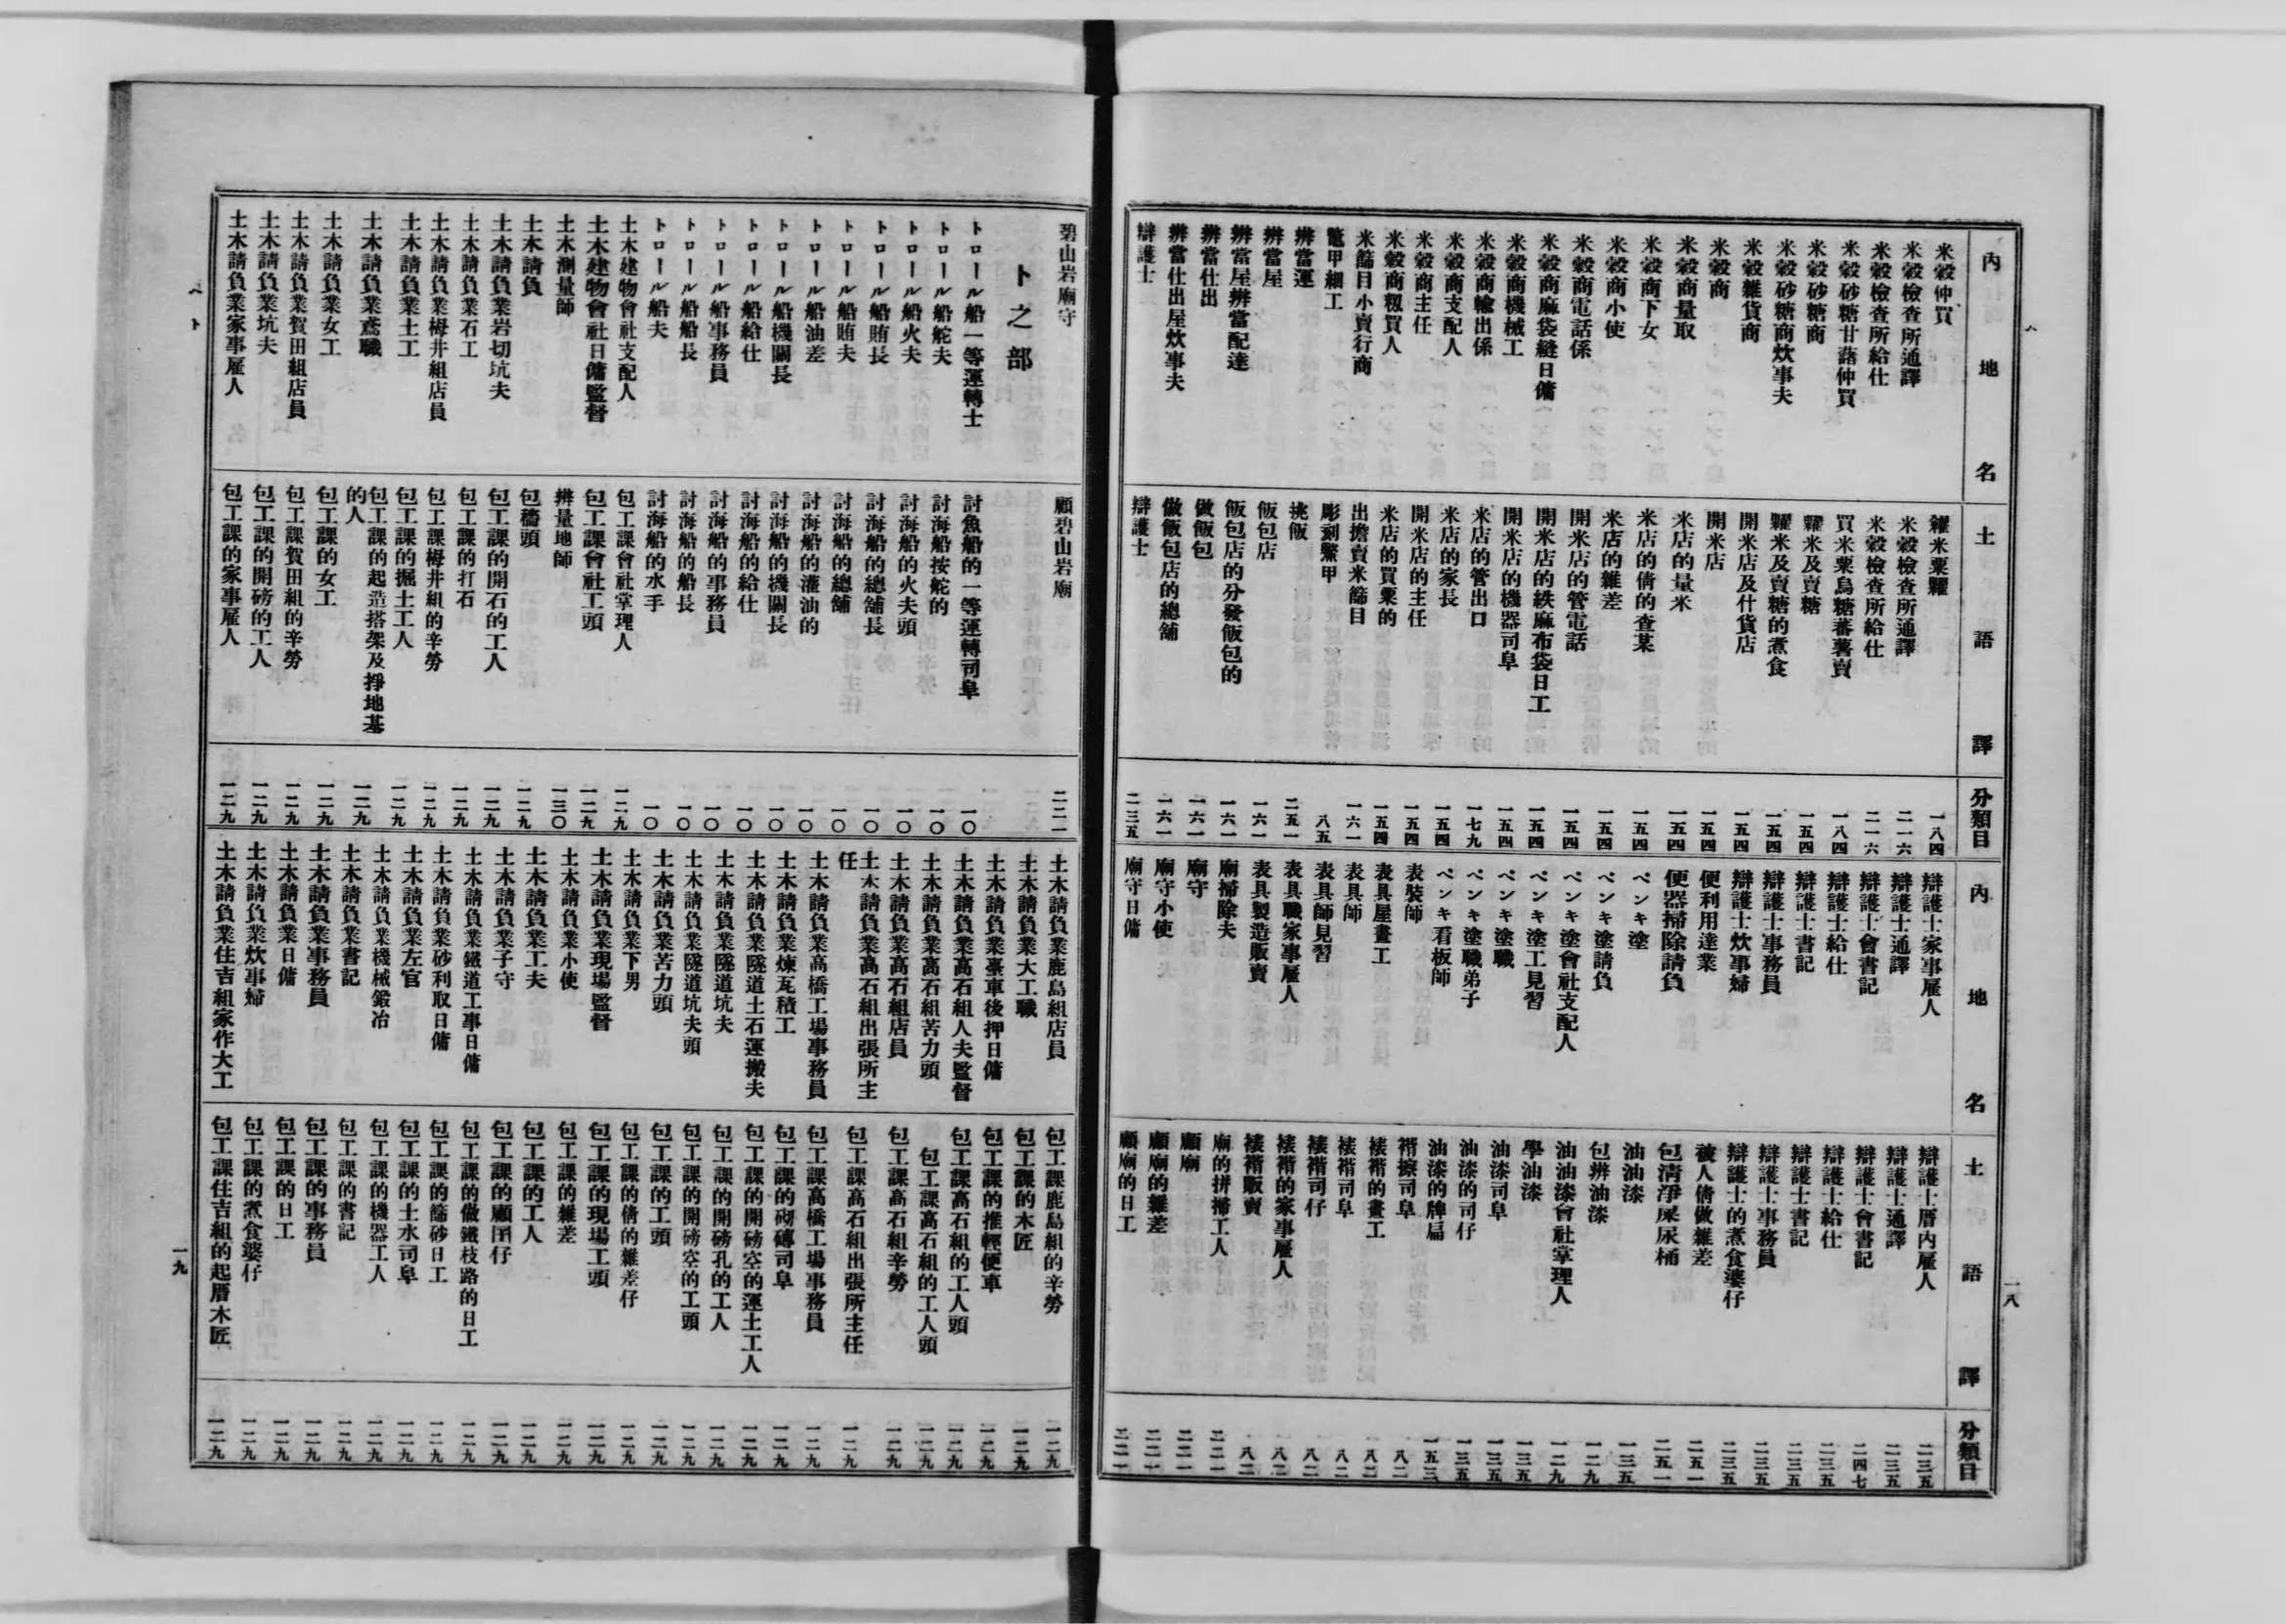 一八
ヘ
內地名 土語譯 分類目
米穀仲買 糶米粟糶 一八四
米穀檢查所通譯 米穀檢查所通譯 二一六
米穀檢查所給仕 米穀檢查所給仕 二一六
米穀砂糖甘藷仲買 買米粟烏糖蕃薯賣 一八四
米穀砂糖商 糶米及賣糖 一五四
米穀砂糖商炊事夫 糶米及賣糖的煮食 一五四
米穀雜貨商 開米店及什貨店 一五四
米穀商 開米店 一五四
米穀商量取 米店的量米 一五四
米穀商下女 米店的倩的查某 一五四
米穀商小使 米店的雜差 一五四
米穀商電話係 開米店的管電話 一五四
米穀商麻袋縫日傭 開米店的紩麻布袋日工 一五四
米穀商機械工 開米店的機器司阜 一五四
米穀商輸出係 米店的管出口 一七九
米穀商支配人 米店的家長 一五四
米穀商主任 開米店的主任 一五四
米穀商籾買人 米店的買粟的 一五四
米篩目小賣行商 出擔賣米篩目 一六一
鼈甲細工 彫刻鱉甲 八五
辨當運 挑飯 二五一
辨當屋 飯包店 一六一
辨當屋辨當配達 飯包店的分發飯包的 一六一
辨當仕出 做飯包 一六一
辨當仕出屋炊事夫 做飯包店的總舖 一六一
辯護士 辯護士 二三五
內地名 土語譯 分類目
辯護士家事雇人 辯護士厝內雇人 二三五
辯護士通譯 辯護士通譯 二三五
辯護士會書記 辯護士會書記 二四七
辯護士給仕 辯護士給仕 二三五
辯護士書記 辯護士書記 二三五
辯護士事務員 辯護士事務員 二三五
辯護士炊事婦 辯護士的煮食婆仔 二三五
便利用達業 被人倩做雜差 二五一
便器掃除請負 包清淨屎尿桶 二五一
ペンキ塗 油油漆 一三五
ペンキ塗請負 包辨油漆 一二九
ペンキ塗會社支配人 油油漆會社掌理人 一二九
ペンキ塗工見習 學油漆 一三五
ペンキ塗職 油漆司阜 一三五
ペンキ塗職弟子 油漆的司仔 一三五
ペンキ看板師 油漆的牌扁 一五三
表裝師 褙擦司阜 八二
表具屋畫工 裱褙的畫工 八二
表具師 裱褙司阜 八二
表具師見習 裱褙司仔 八二
表具職家事雇人 裱褙的家事雇人 八二
表具製造販賣 裱褙販賣 八二
廟掃除夫 廟的拼掃工人 二二一
廟守 顧廟 二二一
廟守小使 顧廟的雜差 二二一
廟守日傭 顧廟的日工 二二一
碧山岩廟守 顧碧山岩廟 二二一
ト之部
トロール船一等運轉士 討魚船的一等運轉司阜 一〇
トロール船舵夫 討海船按舵的 一〇
トロール船火夫 討海船的火夫頭 一〇
トロール船賄長 討海船的總舖長 一〇
トロール船賄夫 討海船的總舖 一〇
トロール船油差 討海船的灌油的 一〇
トロール船機關長 討海船的機關長 一〇
トロール船給仕 討海船的給仕 一〇
トロール船事務員 討海船的事務員 一〇
トロール船船長 討海船的船長 一〇
トロール船夫 討海船的水手 一〇
土木建物會社支配人 包工課會社掌理人 一二九
土木建物會社日傭監督 包工課會社工頭 一二九
土木測量師 辨量地師 一三〇
土木請負 包穡頭 一二九
土木請負業岩切坑夫 包工課的開石的工人 一二九
土木請負業石工 包工課的打石 一二九
土木請負業栂井組店員 包工課栂井組的辛勞 一二九
土木請負業土工 包工課的掘土工人 一二九
土木請負業鳶職 包工課的起造搭架及掙地基的人 一二九
土木請負業女工 包工課的女工 一二九
土木請負業賀田組店員 包工課賀田組的辛勞 一二九
土木請負業坑夫 包工課的開磅的工人 一二九
土木請負業家事雇人 包工課的家事雇人 一二九
土木請負業鹿島組店員 包工課鹿島組的辛勞 一二九
土木請負業大工職 包工課的木匠 一二九
土木請負業臺車後押日傭 包工課的推輕便車 一二九
土木請負業高石組人夫監督 包工課高石組的工人頭 一二九
土木請負業高石組苦力頭 包工課高石組的工人頭 一二九
土木請負業高石組店員 包工課高石組辛勞 一二九
土木請負業高石組出張所主任 包工課高石組出張所主任 一二九
土木請負業高橋工場事務員 包工課高橋工場事務員 一二九
土木請負業煉瓦積工 包工課的砌磚司阜 一二九
土木請負業隧道土石運搬夫 包工課的開磅空的運土工人 一二九
土木請負業隧道坑夫 包工課的開磅孔的工人 一二九
土木請負業隧道坑夫頭 包工課的開磅空的工頭 一二九
土木請負業苦力頭 包工課的工頭 一二九
土木請負業下男 包工課的倩的雜差仔 一二九
土木請負業現場監督 包工課的現場工頭 一二九
土木請負業小使 包工課的雜差 一二九
土木請負業工夫 包工課的工人 一二九
土木請負業子守 包工課的顧囝仔 一二九
土木請負業鐵道工事日傭 包工課的做鐵枝路的日工 一二九
土木請負業砂利取日傭 包工課的篩砂日工 一二九
土木請負業左官 包工課的土水司阜 一二九
土木請負業機械鍛冶 包工課的機器工人 一二九
土木請負業書記 包工課的書記 一二九
土木請負業事務員 包工課的事務員 一二九
土木請負業日傭 包工課的日工 一二九
土木請負業炊事婦 包工課的煮食婆仔 一二九
土木請負業住吉組家作大工 包工課住吉組的起厝木匠 一二九
ヘト
一九